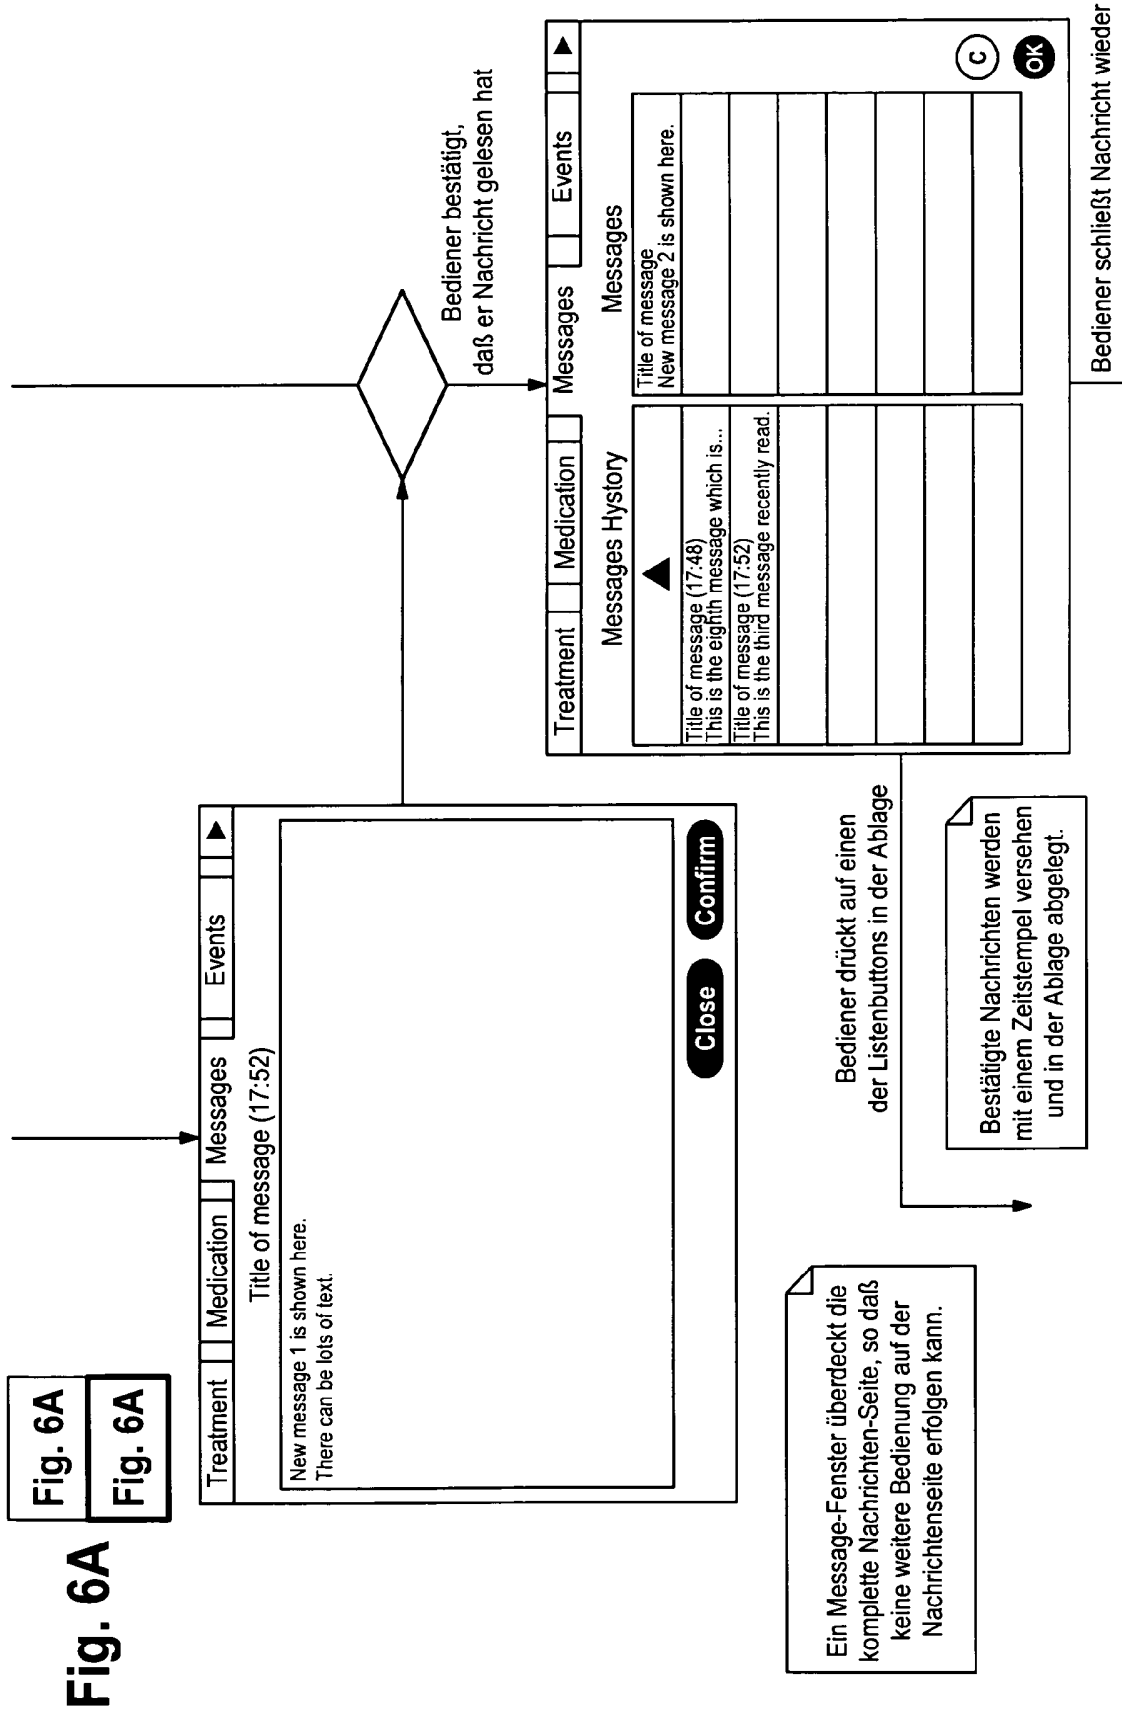 Fig. 6A
Fig. 6A
Fig. 6A
Treatment
Medication
Messages
Events
Title of message (17:52)
New message 1 is shown here.
There can be lots of text.
Close
Confirm
Bediener bestätigt,
daß er Nachricht gelesen hat
Treatment
Medication
Messages
Events
Messages Hystory
Messages
Title of message (17:48)
This is the eighth message which is...
Title of message (17:52)
This is the third message recently read.
Title of message
New message 2 is shown here.
C
OK
Ein Message-Fenster überdeckt die
komplette Nachrichten-Seite, so daß
keine weitere Bedienung auf der
Nachrichtenseite erfolgen kann.
Bediener drückt auf einen
der Listenbuttons in der Ablage
Bestätigte Nachrichten werden
mit einem Zeitstempel versehen
und in der Ablage abgelegt.
Bediener schließt Nachricht wieder